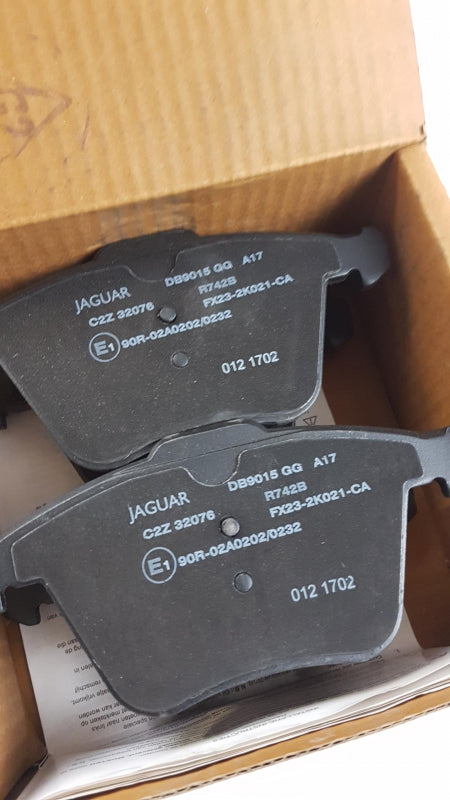 JAGUAR DB9015 GG A17
C2Z 32076 R742B
FX23-2K021-CA
E1 90R-02A0202/0232
012 1702
JAGUAR DB9015 GG A17
C2Z 32076 R742B
FX23-2K021-CA
E1 90R-02A0202/0232
012 1702